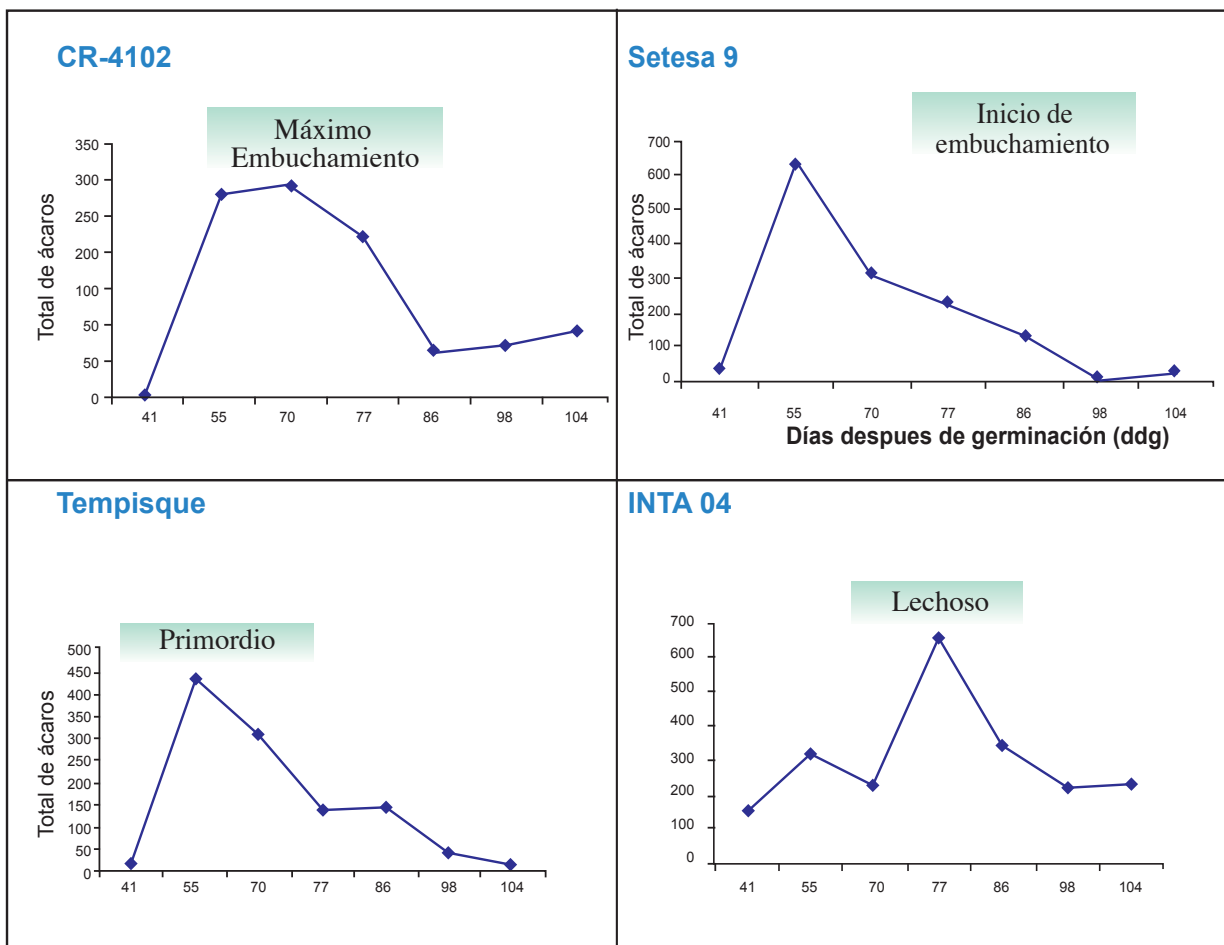 CR-4102
Máximo
Embuchamiento
Total de ácaros
350
300
250
200
100
50
50
0
41 55 70 77 86 98 104
Setesa 9
Inicio de
embuchamiento
Total de ácaros
700
600
500
400
300
200
100
0
41 55 70 77 86 98 104
Días despues de germinación (ddg)
Tempisque
Primordio
Total de ácaros
500
450
400
350
300
250
200
150
100
50
0
41 55 70 77 86 98 104
INTA 04
Lechoso
700
600
500
400
300
200
100
0
41 55 70 77 86 98 104